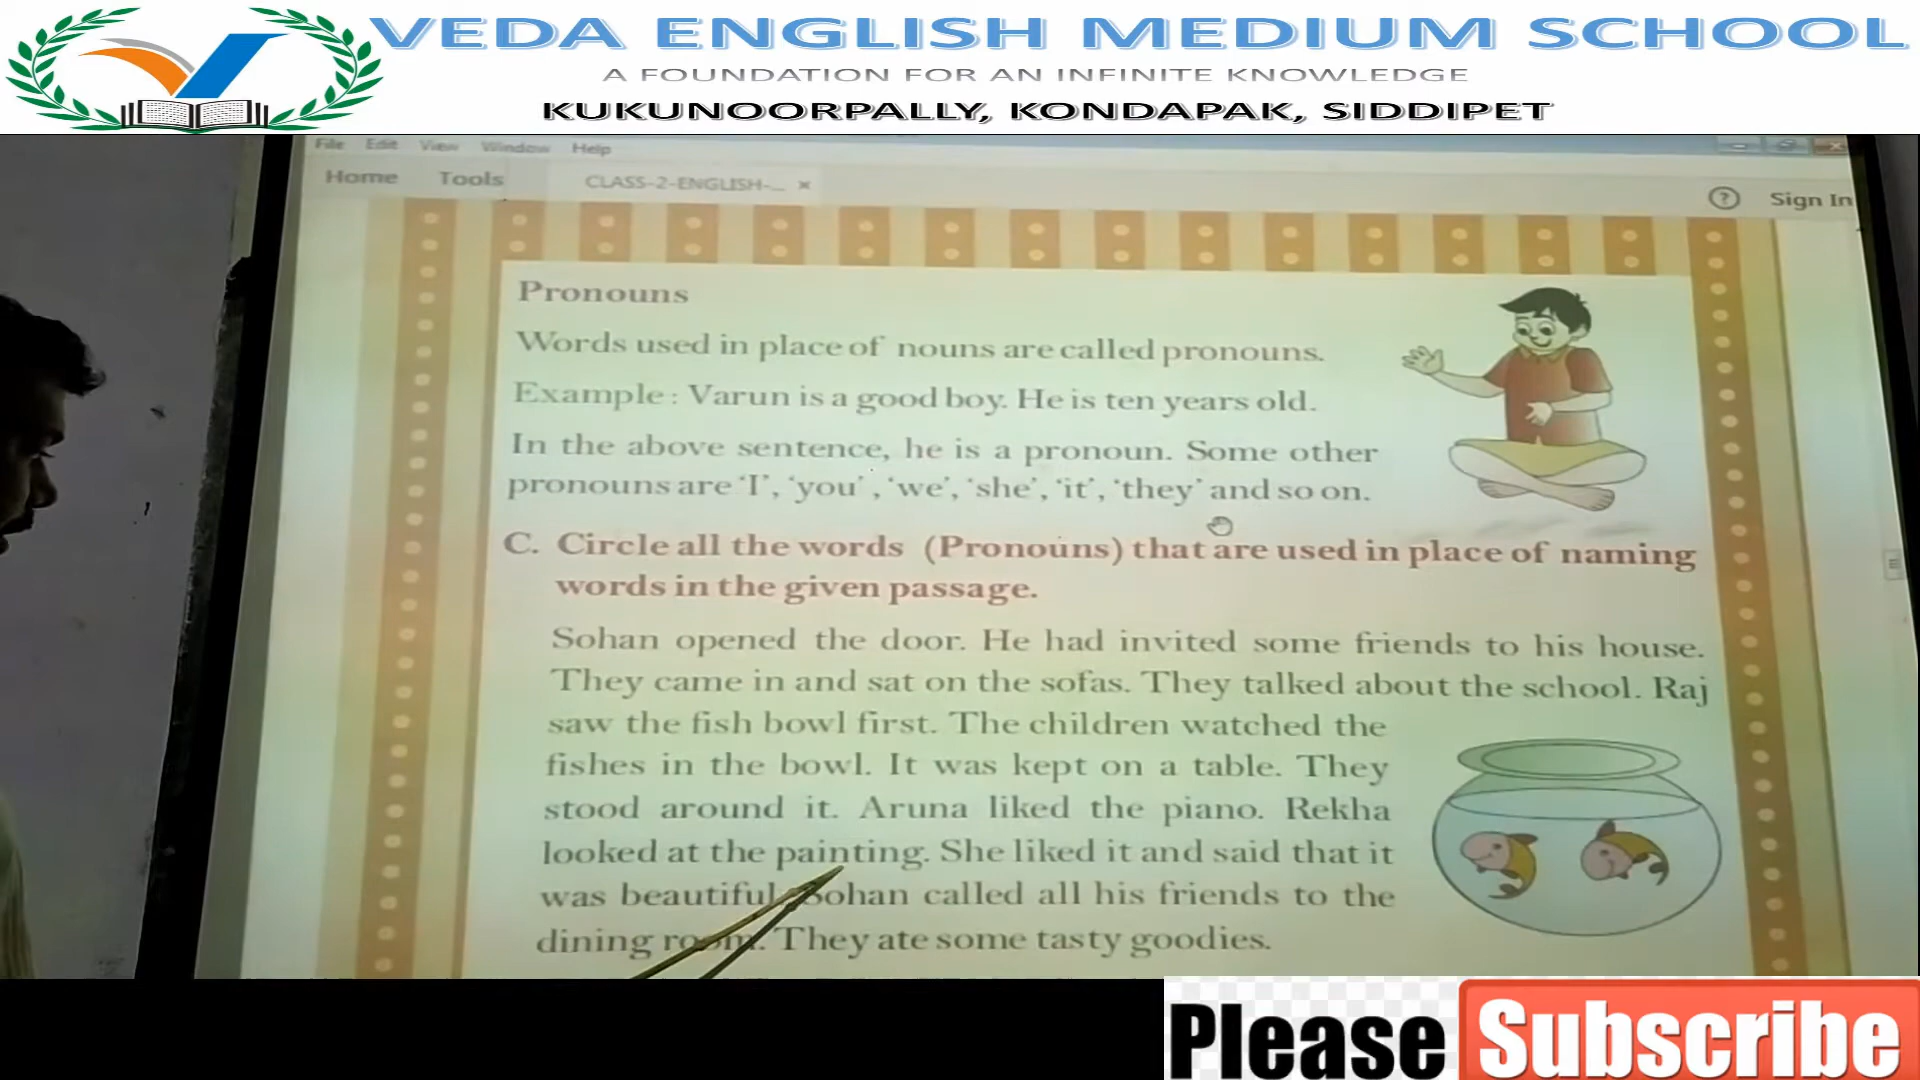 VEDA ENGLISH MEDIUM SCHOOL
A FOUNDATION FOR AN INFINITE KNOWLEDGE
KUKUNOORPALLY, KONDAPAK, SIDDIPET
File Edit View Window Help
Home Tools CLASS-2-ENGLISH-... ×
? Sign In
Pronouns
Words used in place of nouns are called pronouns.
Example : Varun is a good boy. He is ten years old.
In the above sentence, he is a pronoun. Some other
pronouns are ‘I’, ‘you’, ‘we’, ‘she’, ‘it’, ‘they’ and so on.
C. Circle all the words (Pronouns) that are used in place of naming
words in the given passage.
Sohan opened the door. He had invited some friends to his house.
They came in and sat on the sofas. They talked about the school. Raj
saw the fish bowl first. The children watched the
fishes in the bowl. It was kept on a table. They
stood around it. Aruna liked the piano. Rekha
looked at the painting. She liked it and said that it
was beautiful. Sohan called all his friends to the
dining room. They ate some tasty goodies.
Please Subscribe